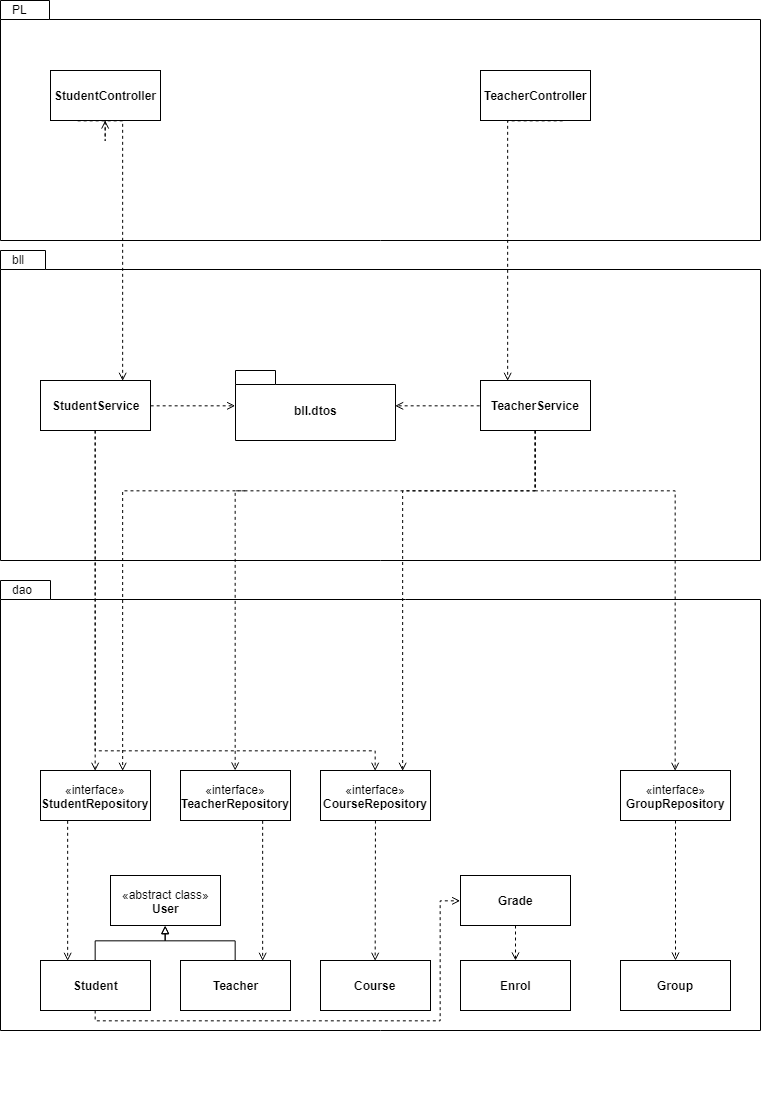 PL
StudentController
TeacherController
bll
StudentService
bll.dtos
TeacherService
dao
«interface»
StudentRepository
«interface»
TeacherRepository
«interface»
CourseRepository
«interface»
GroupRepository
«abstract class»
User
Grade
Student
Teacher
Course
Enrol
Group